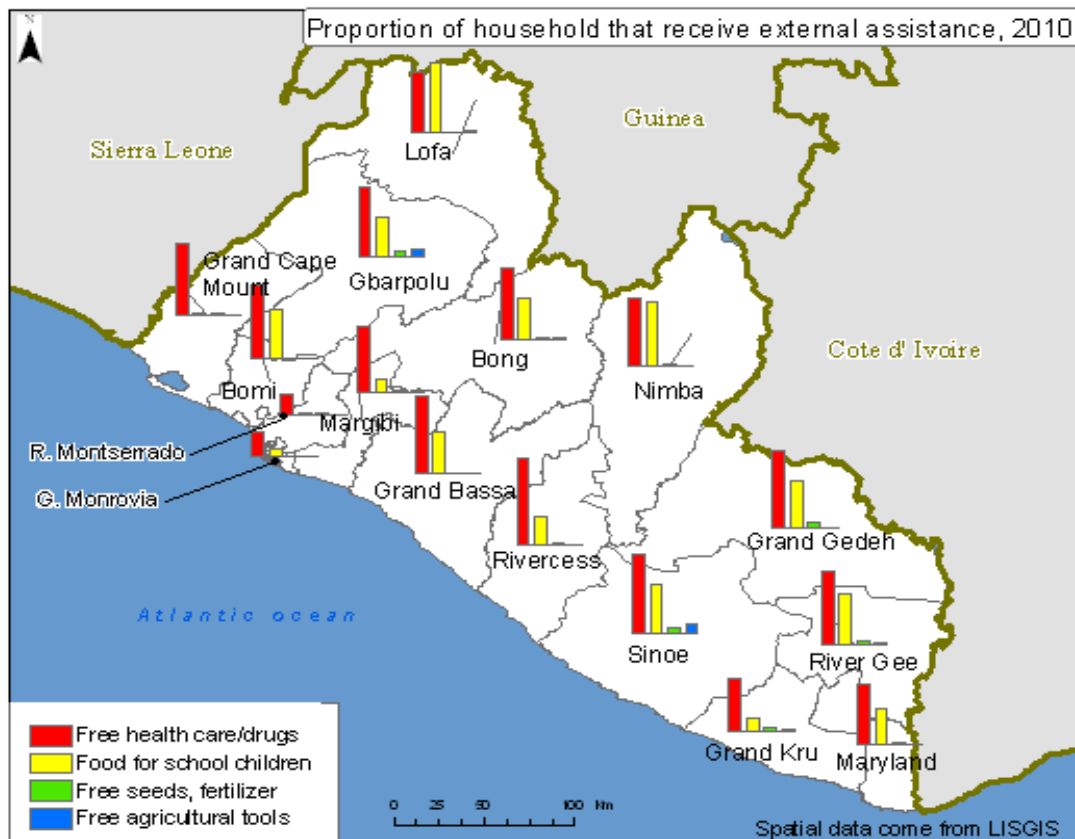 N
Proportion of household that receive external assistance, 2010
Guinea
Sierra Leone
Lofa
Grand Cape
Mount
Gbarpolu
Bong
Nimba
Cote d' Ivoire
Bomi
Margibi
R. Montserrado
G. Monrovia
Grand Bassa
Rivercess
Grand Gedeh
Atlantic ocean
Sinoe
River Gee
Grand Kru
Maryland
Free health care/drugs
Food for school children
Free seeds, fertilizer
Free agricultural tools
0 25 50 100 Km
Spatial data come from LISGIS